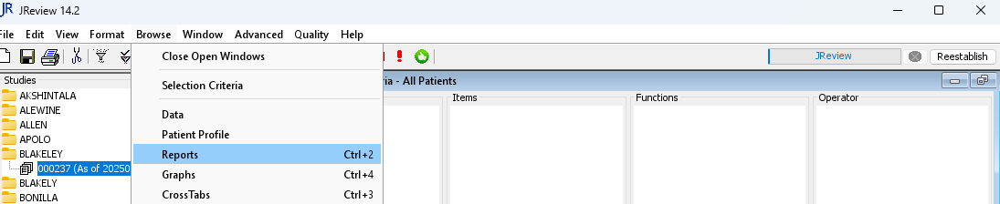 JR JReview 14.2
File Edit View Format Browse Window Advanced Quality Help
JReview Reestablish
Close Open Windows
Selection Criteria
Data
Patient Profile
Reports Ctrl+2
Graphs Ctrl+4
CrossTabs Ctrl+3
Studies
AKSHINTALA
ALEWINE
ALLEN
APOLO
BLAKELEY
000237 (As of 20250
BLAKELY
BONILLA
ria - All Patients
Items Functions Operator